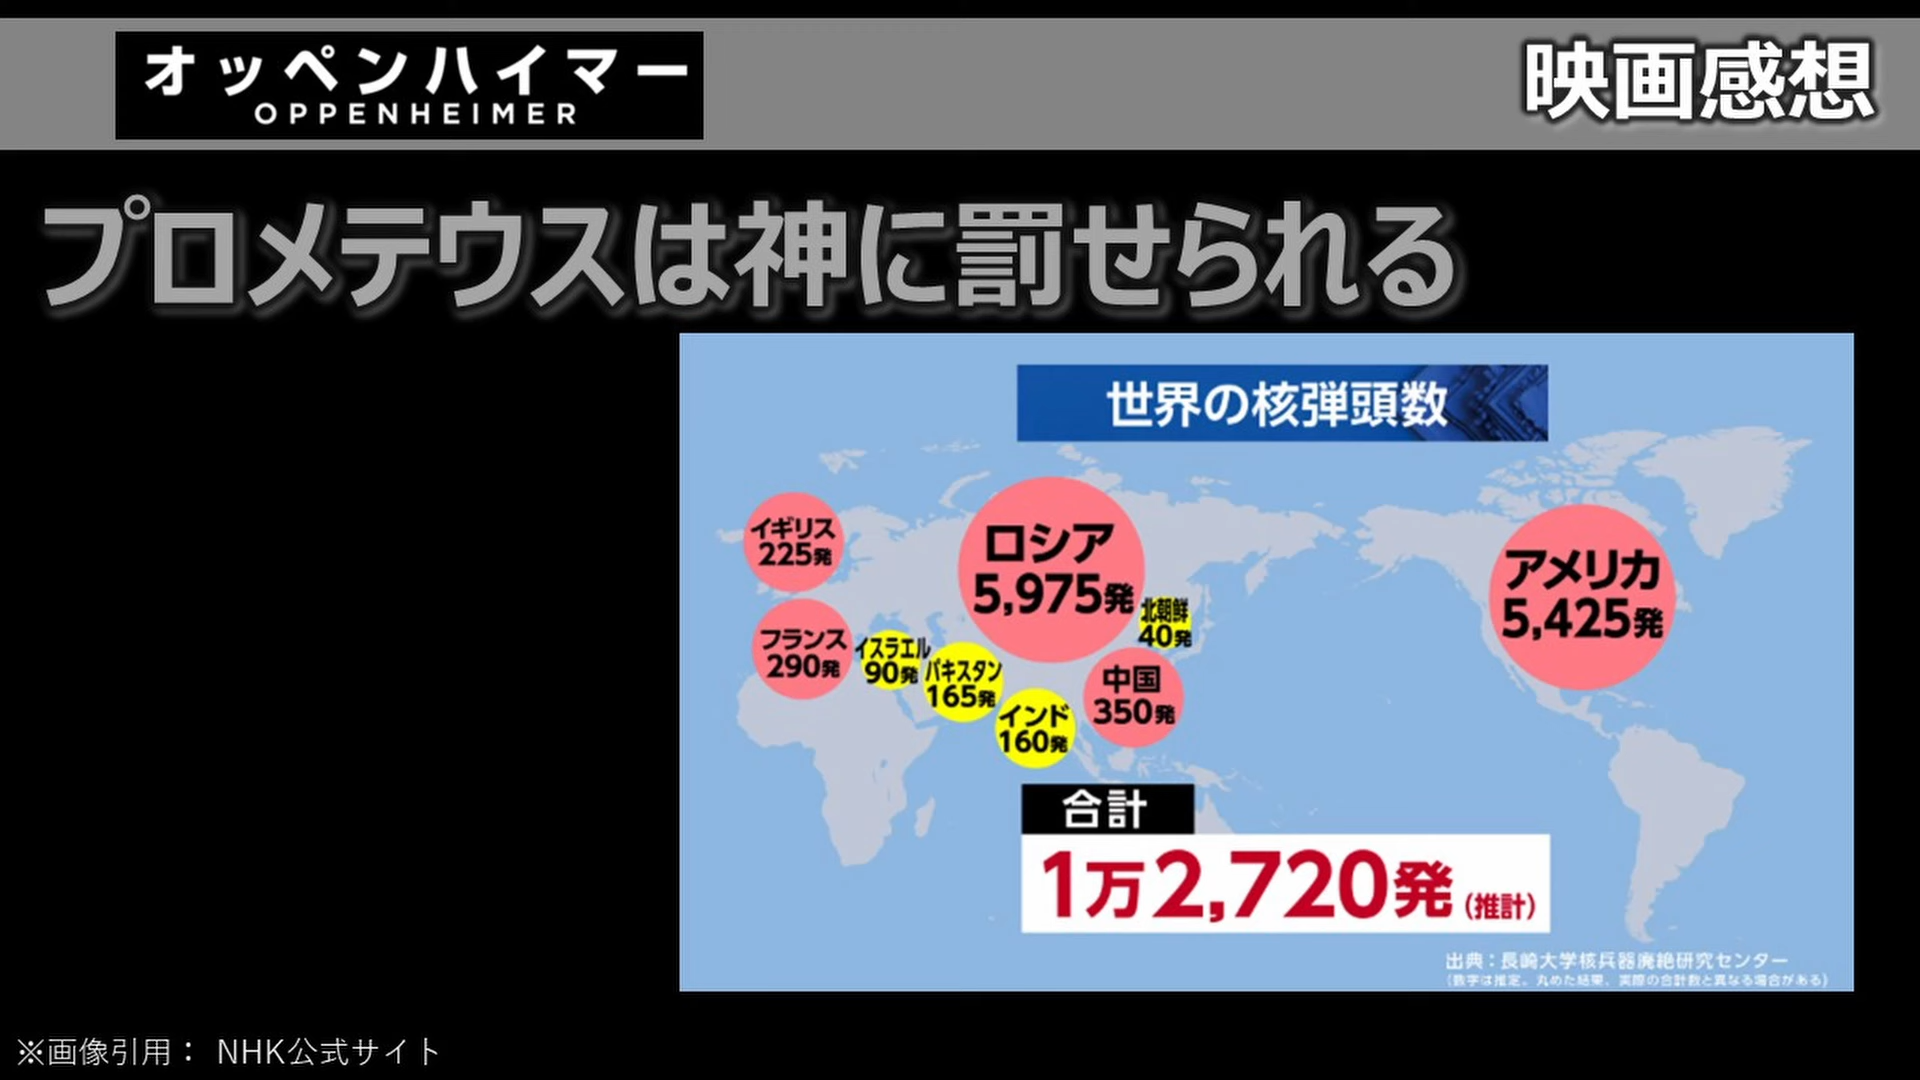 オッペンハイマー
OPPENHEIMER
映画感想
プロメテウスは神に罰せられる
世界の核弾頭数
イギリス
225発
ロシア
5,975発
アメリカ
5,425発
北朝鮮
40発
フランス
290発
イスラエル
90発
パキスタン
165発
中国
350発
インド
160発
合計
1万2,720発(推計)
出典:長崎大学核兵器廃絶研究センター
(数字は推定。丸めた結果、実際の合計数と異なる場合がある)
※画像引用: NHK公式サイト